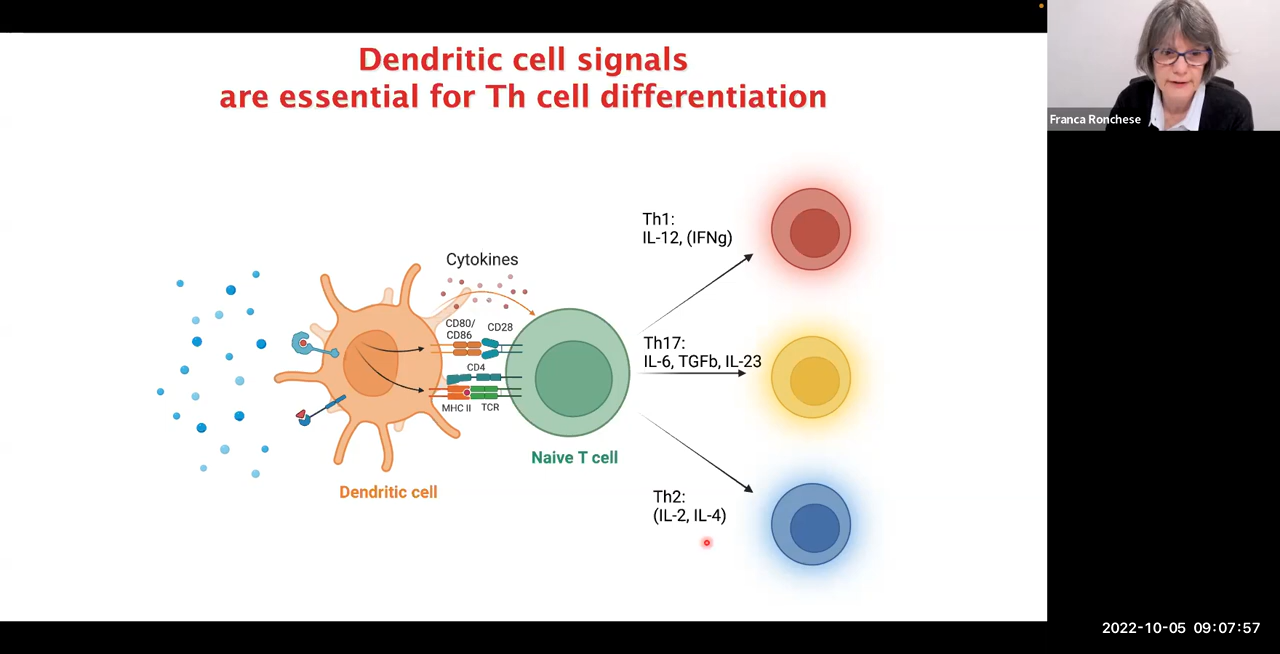 Dendritic cell signals
are essential for Th cell differentiation
Franca Ronchese
Th1:
IL-12, (IFNg)
Cytokines
CD80/
CD86
CD28
Th17:
IL-6, TGFb, IL-23
CD4
MHC II
TCR
Naive T cell
Dendritic cell
Th2:
(IL-2, IL-4)
2022-10-05 09:07:57